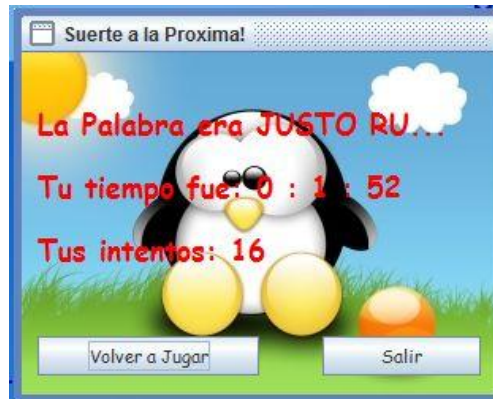 Suerte a la Proxima!
La Palabra era JUSTO RU...
Tu tiempo fue: 0 : 1 : 52
Tus intentos: 16
Volver a Jugar
Salir